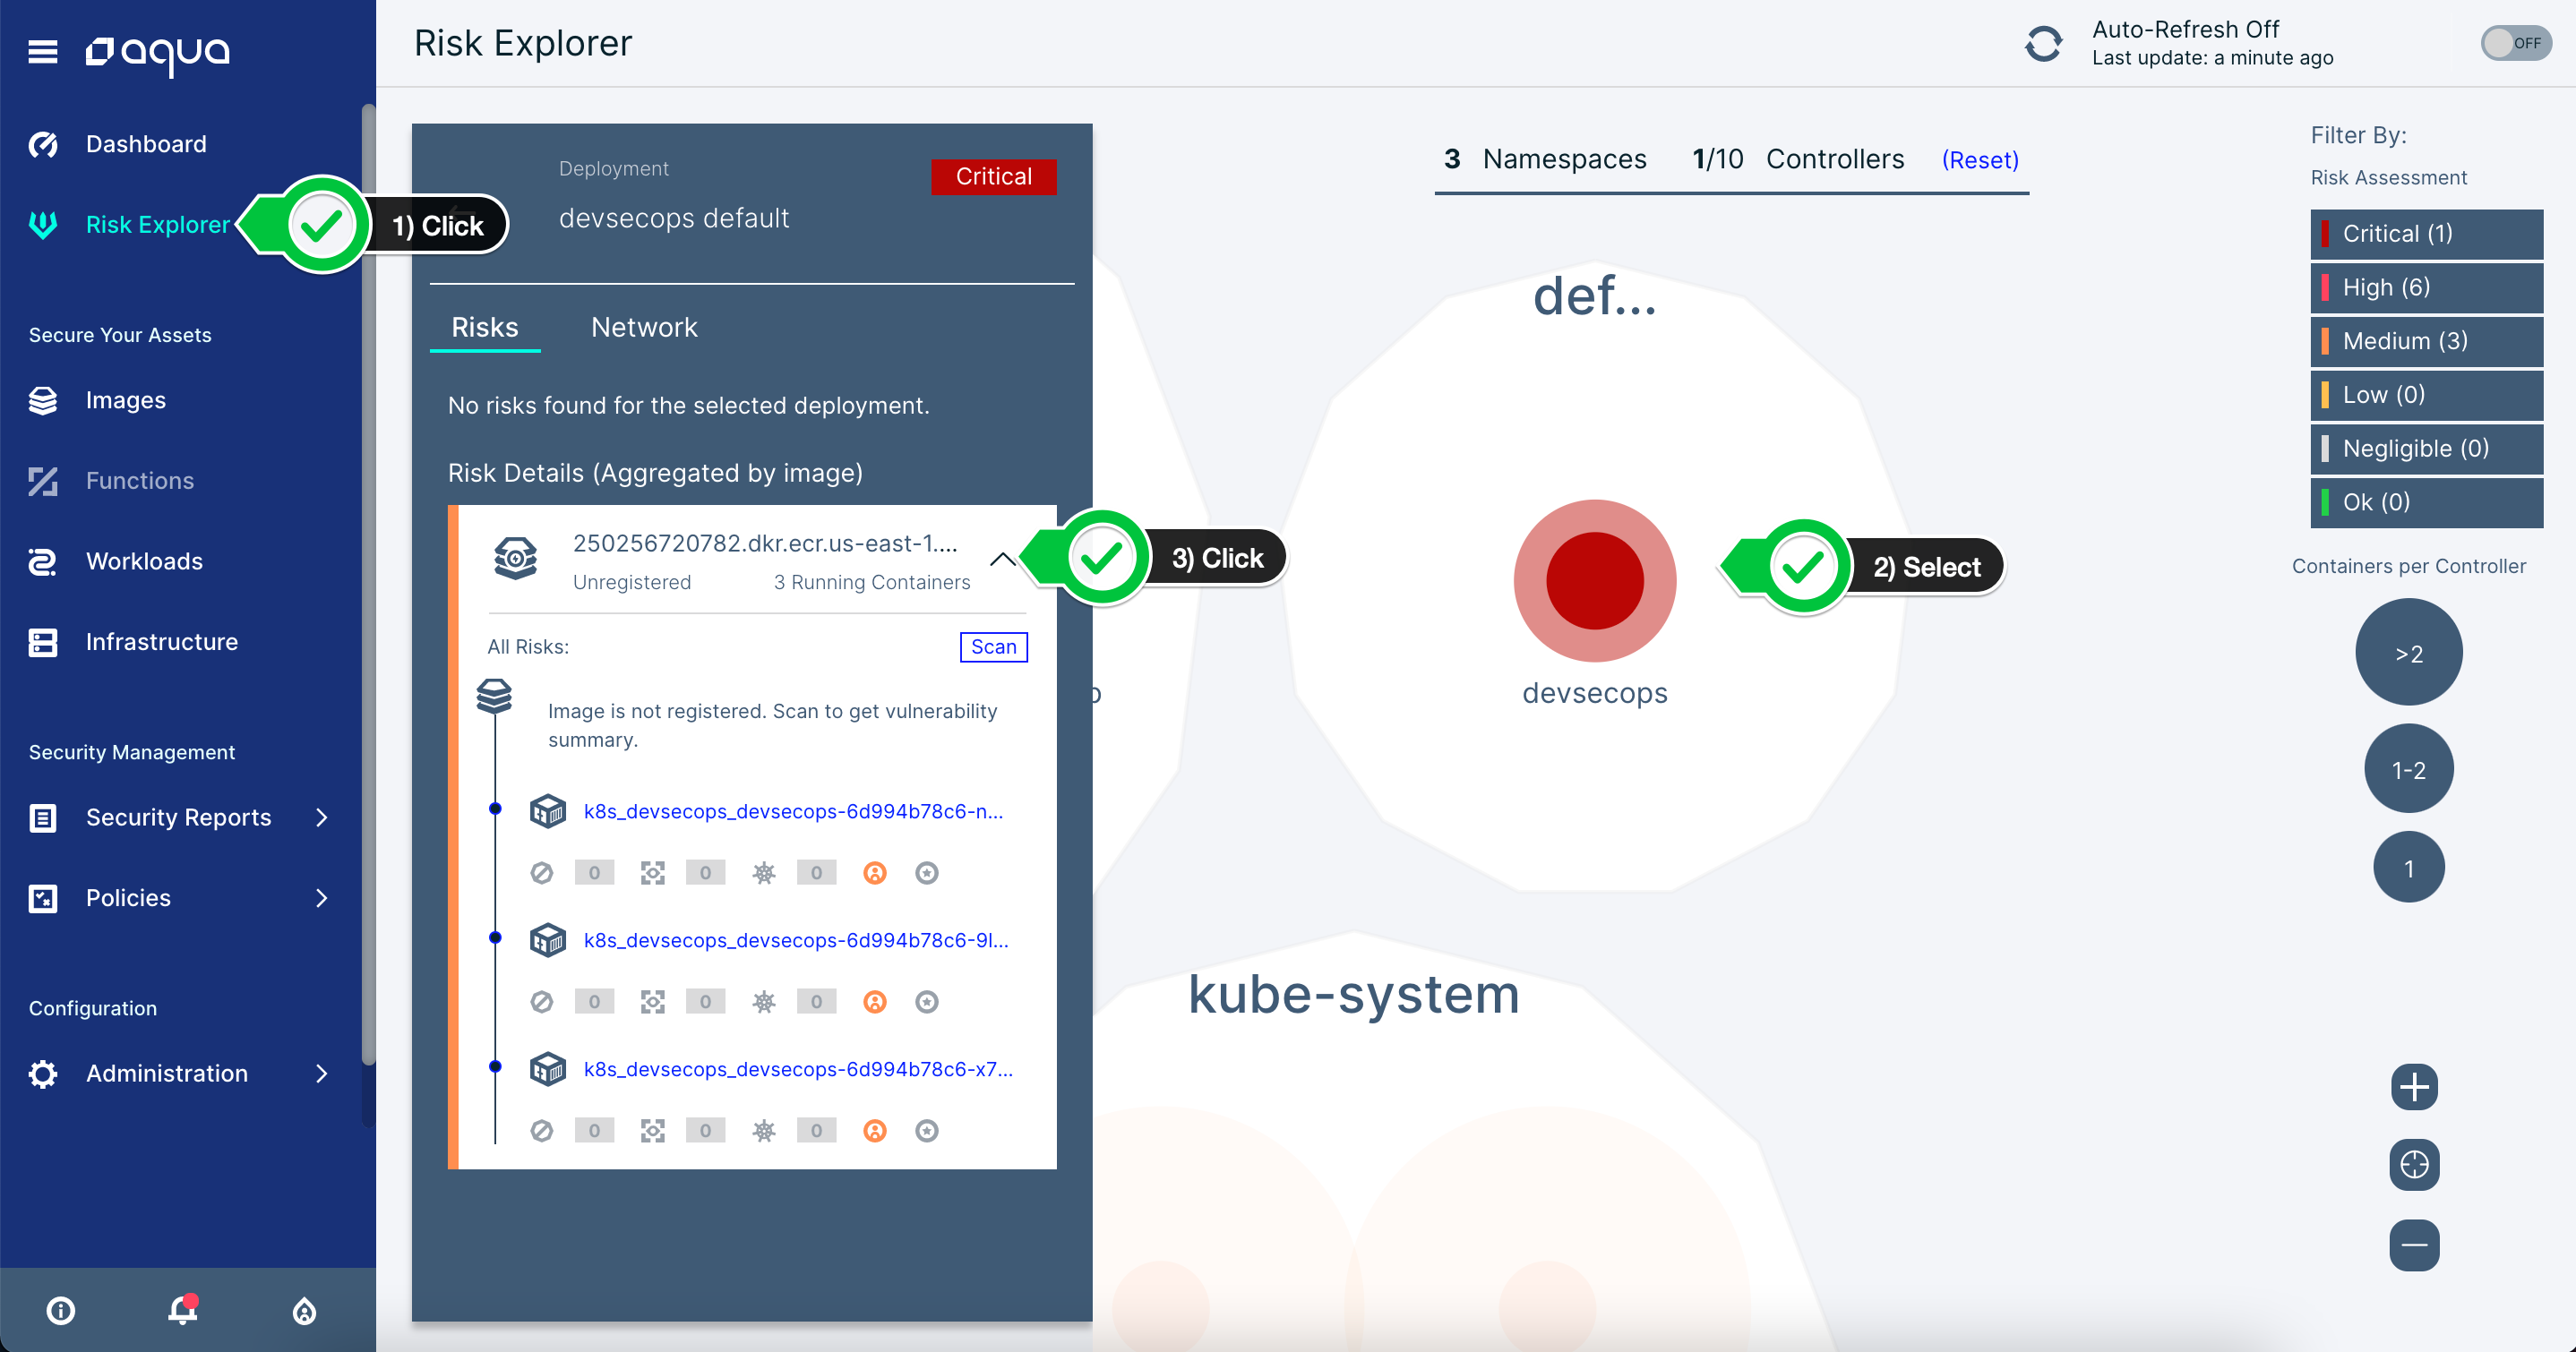 aqua
Dashboard
Risk Explorer
1) Click
Secure Your Assets
Images
Functions
Workloads
Infrastructure
Security Management
Security Reports
Policies
Configuration
Administration
Risk Explorer
Auto-Refresh Off
Last update: a minute ago
OFF
Deployment
Critical
devsecops default
Risks
Network
No risks found for the selected deployment.
Risk Details (Aggregated by image)
250256720782.dkr.ecr.us-east-1....
Unregistered
3 Running Containers
3) Click
All Risks:
Scan
Image is not registered. Scan to get vulnerability
summary.
k8s_devsecops_devsecops-6d994b78c6-n...
0 0 0
k8s_devsecops_devsecops-6d994b78c6-9l...
0 0 0
k8s_devsecops_devsecops-6d994b78c6-x7...
0 0 0
3 Namespaces 1/10 Controllers (Reset)
def...
2) Select
devsecops
kube-system
Filter By:
Risk Assessment
Critical (1)
High (6)
Medium (3)
Low (0)
Negligible (0)
Ok (0)
Containers per Controller
>2
1-2
1